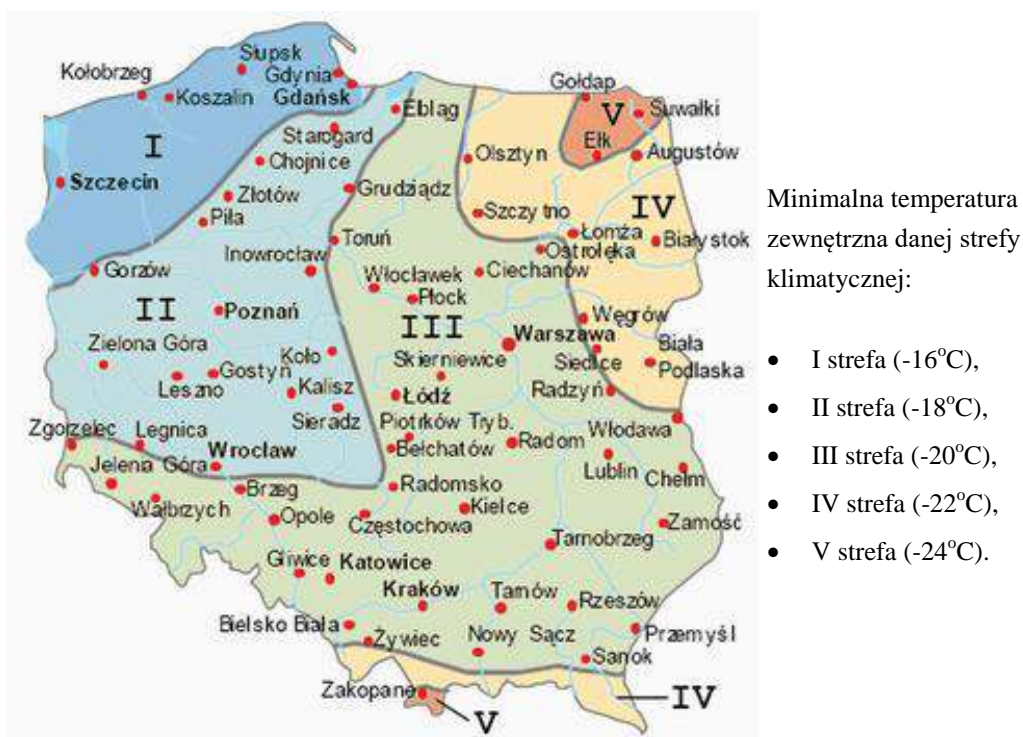 Słupsk
Kołobrzeg
Gdynia
Koszalin
Gdańsk
Gołdap
V
Suwałki
Ebląg
I
Starogard
Ełk
Chojnice
Olsztyn
Augustów
Szczecin
Grudziądz
Złotów
Szczytno
IV
Piła
Łomża
Toruń
Białystok
Ostrołęka
Inowrocław
Gorzów
Włocławek
Ciechanów
II
Płock
Poznań
III
Węgrów
Warszawa
Zielona Góra
Koło
Skierniewice
Siedlce
Biała
Podlaska
Gostyń
Leszno
Kalisz
Łódź
Radzyń
Sieradz
Piotrków Tryb.
Włodawa
Zgorzelec
Legnica
Wrocław
Bełchatów
Radom
Jelenia Góra
Lublin
Chełm
Brzeg
Radomsko
Wałbrzych
Opole
Częstochowa
Kielce
Zamość
Tarnobrzeg
Gliwice
Katowice
Kraków
Tarnów
Rzeszów
Bielsko Biała
Żywiec
Nowy Sącz
Przemyśl
Sanok
Zakopane
V
IV
Minimalna temperatura
zewnętrzna danej strefy
klimatycznej:
• I strefa (-16°C),
• II strefa (-18°C),
• III strefa (-20°C),
• IV strefa (-22°C),
• V strefa (-24°C).